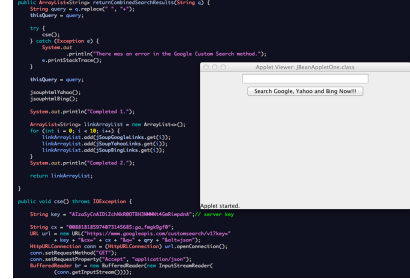 public ArrayList<String> returnCombinedSearchResults(String q) {
String query = q.replace(" ", "+");
thisQuery = query;
try {
cse();
} catch (Exception e) {
System.out
.println("There was an error in the Google Custom Search method.");
e.printStackTrace();
}
thisQuery = query;
jsouphtmlYahoo();
jsouphtmlBing();
System.out.println("Completed 1.");
ArrayList<String> linkArrayList = new ArrayList<>();
for (int i = 0; i < 10; i++) {
linkArrayList.add(jSoupGoogleLinks.get(i));
linkArrayList.add(jSoupYahooLinks.get(i));
linkArrayList.add(jSoupBingLinks.get(i));
}
System.out.println("Completed 2.");
return linkArrayList;
}
public void cse() throws IOException {
String key = // server key
String cx =
URL url = new URL("https://www.googleapis.com/customsearch/v1?key="
+ key + "&cx=" + cx + "&q=" + qry + "&alt=json");
HttpURLConnection conn = (HttpURLConnection) url.openConnection();
conn.setRequestMethod("GET");
conn.setRequestProperty("Accept", "application/json");
BufferedReader br = new BufferedReader(new InputStreamReader(
(conn.getInputStream())));
Applet Viewer: JBeanAppletOne.class
Search Google, Yahoo and Bing Now!!!
Applet started.